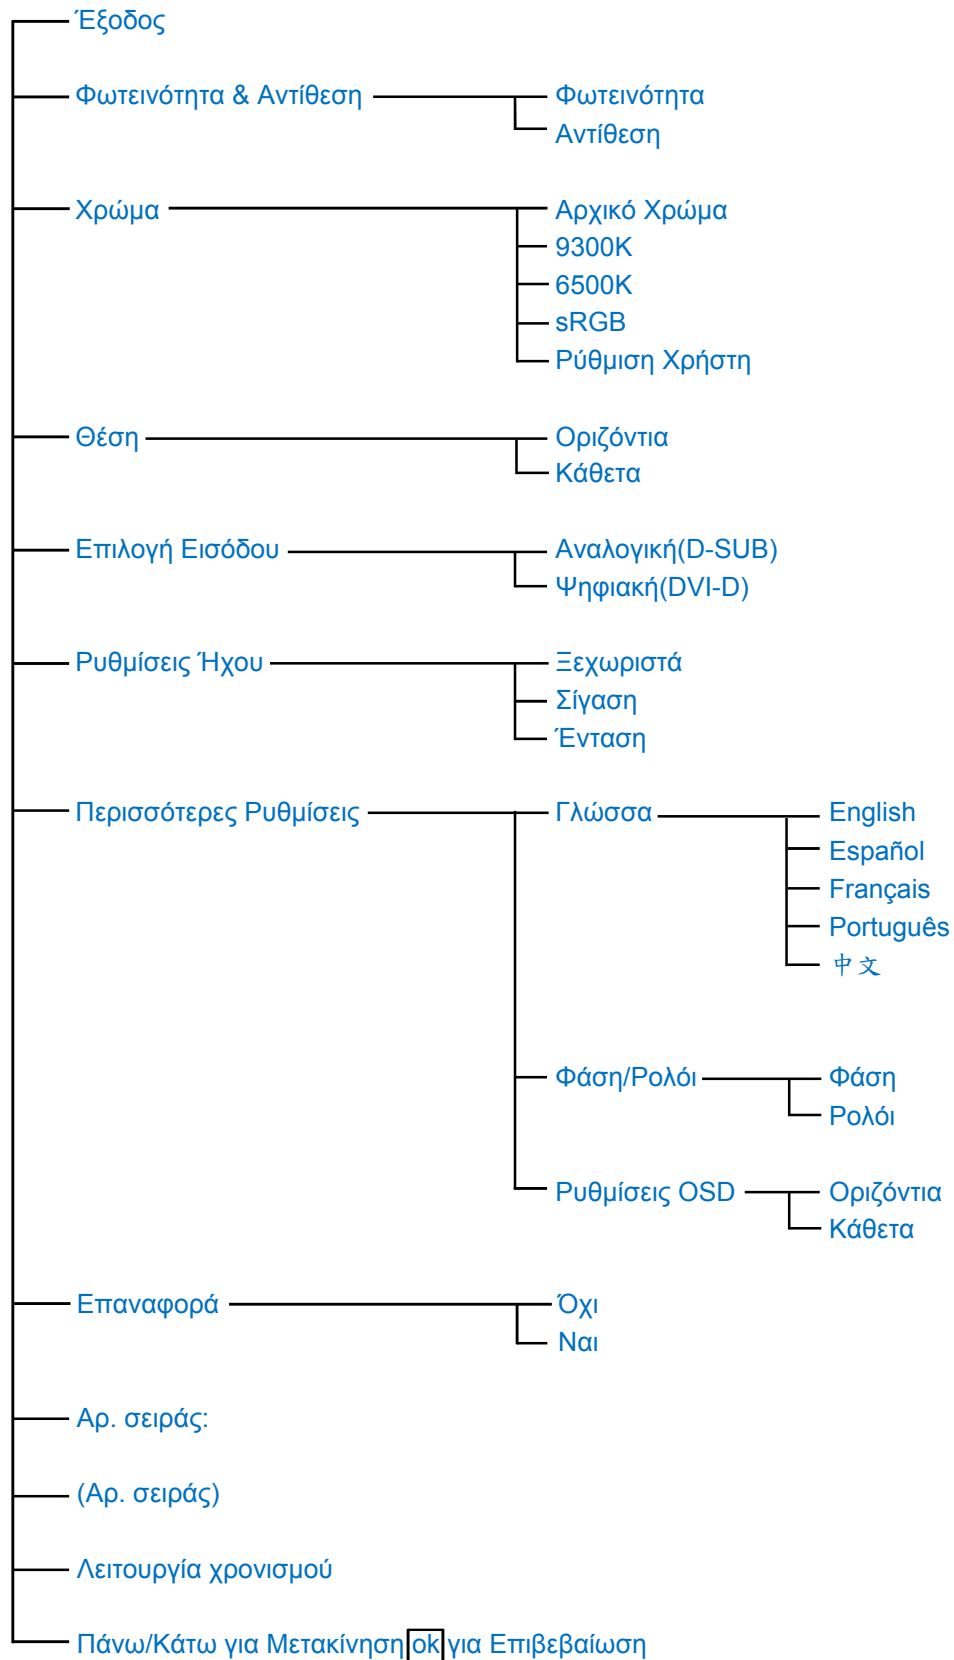 Έξοδος
Φωτεινότητα & Αντίθεση
Φωτεινότητα
Αντίθεση
Χρώμα
Αρχικό Χρώμα
9300K
6500K
sRGB
Ρύθμιση Χρήστη
Θέση
Οριζόντια
Κάθετα
Επιλογή Εισόδου
Αναλογική(D-SUB)
Ψηφιακή(DVI-D)
Ρυθμίσεις Ήχου
Ξεχωριστά
Σίγαση
Ένταση
Περισσότερες Ρυθμίσεις
Γλώσσα
English
Español
Français
Português
中文
Φάση/Ρολόι
Φάση
Ρολόι
Ρυθμίσεις OSD
Οριζόντια
Κάθετα
Επαναφορά
Όχι
Ναι
Αρ. σειράς:
(Αρ. σειράς)
Λειτουργία χρονισμού
Πάνω/Κάτω για Μετακίνηση ok για Επιβεβαίωση